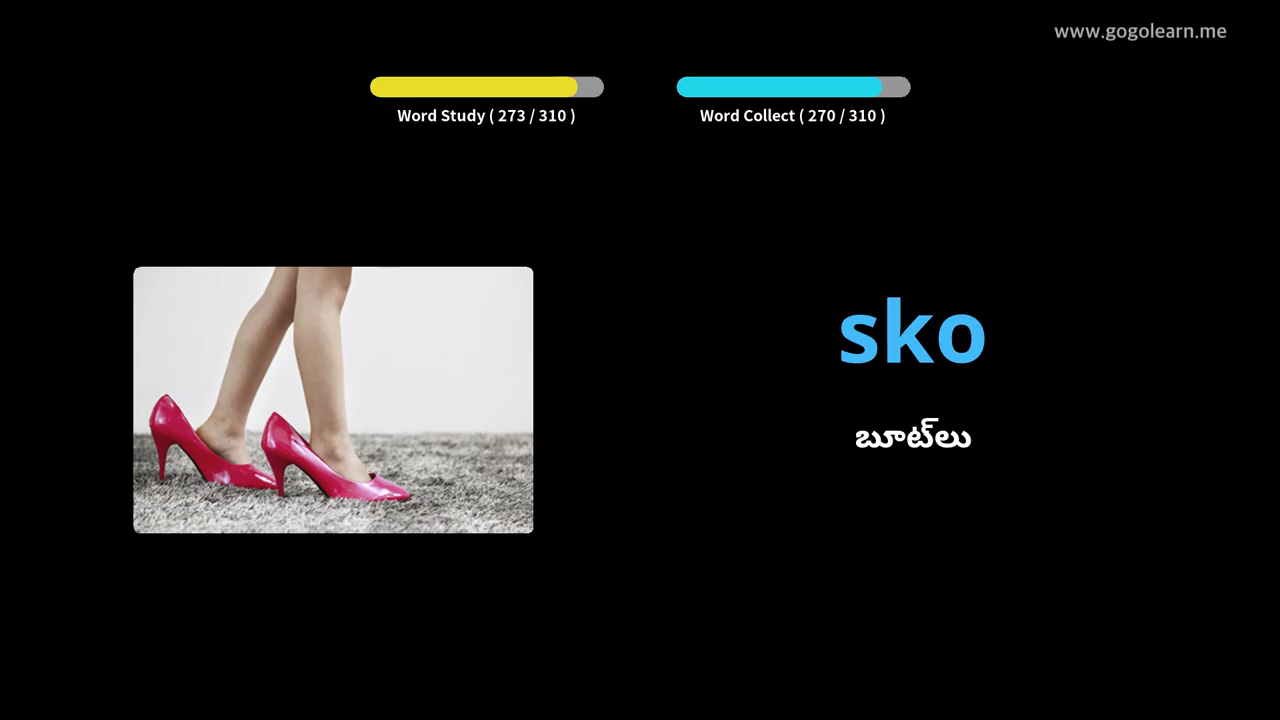 www.gogolearn.me
Word Study ( 273 / 310 )
Word Collect ( 270 / 310 )
sko
బూట్‌లు